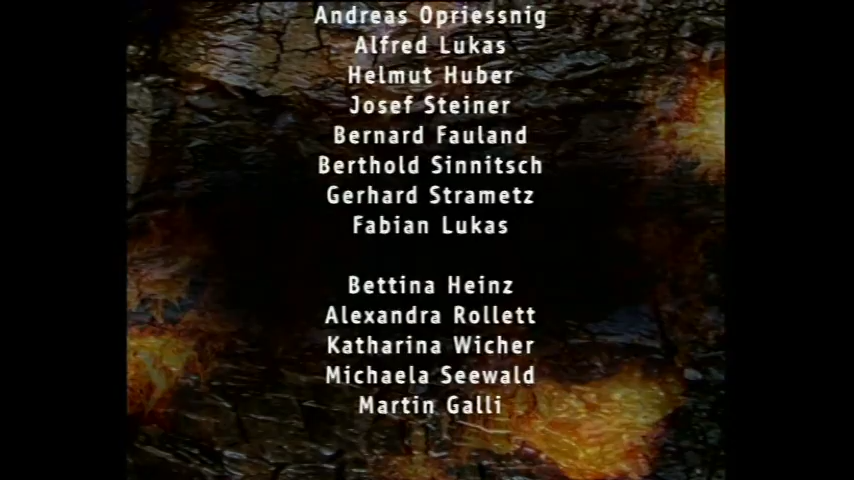 Andreas Opriessnig
Alfred Lukas
Helmut Huber
Josef Steiner
Bernard Fauland
Berthold Sinnitsch
Gerhard Strametz
Fabian Lukas
Bettina Heinz
Alexandra Rollett
Katharina Wicher
Michaela Seewald
Martin Galli